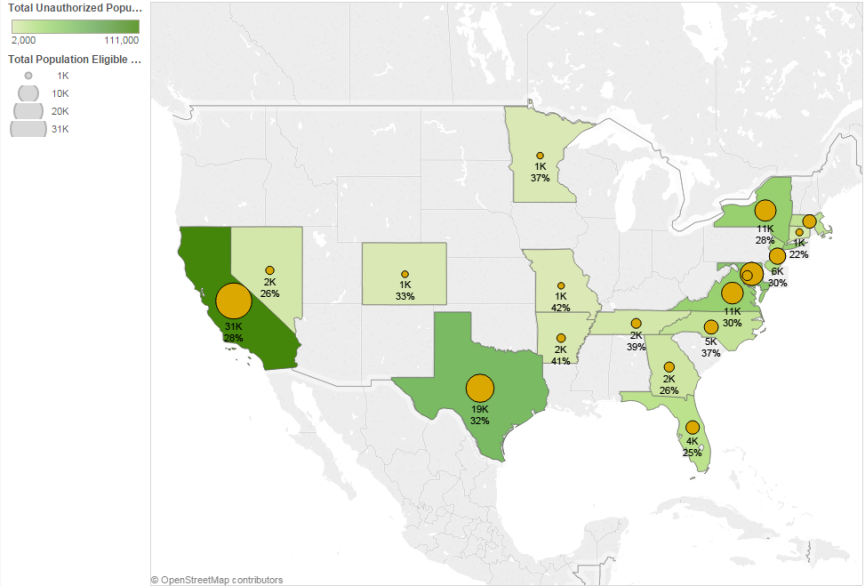 Total Unauthorized Popu...
2,000 111,000
Total Population Eligible ...
1K
10K
20K
31K
1K
37%
11K
28%
1K
22%
2K
26%
1K
33%
6K
30%
31K
28%
1K
42%
11K
30%
2K
41%
2K
39%
5K
37%
2K
26%
19K
32%
4K
25%
© OpenStreetMap contributors